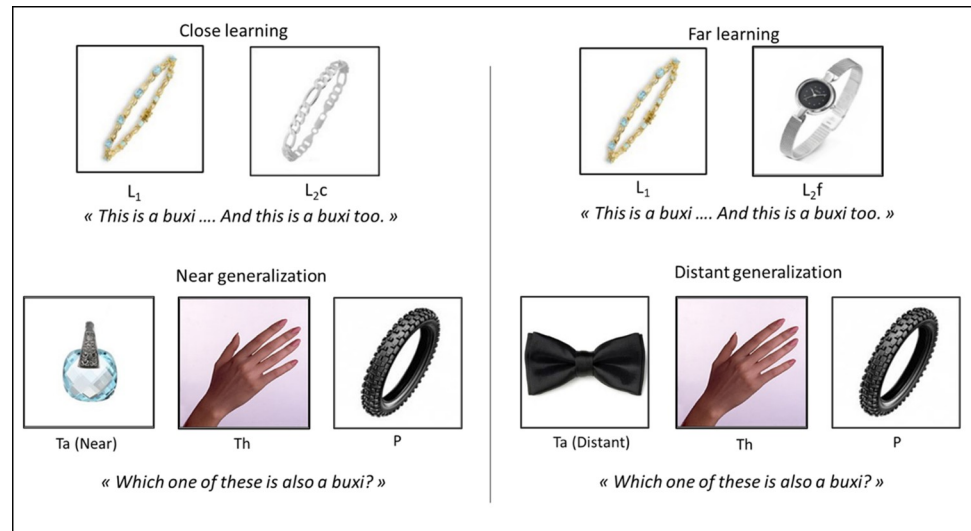 Close learning
L₁
L₂c
« This is a buxi .... And this is a buxi too. »
Near generalization
Ta (Near)
Th
P
« Which one of these is also a buxi? »
Far learning
L₁
L₂f
« This is a buxi .... And this is a buxi too. »
Distant generalization
Ta (Distant)
Th
P
« Which one of these is also a buxi? »